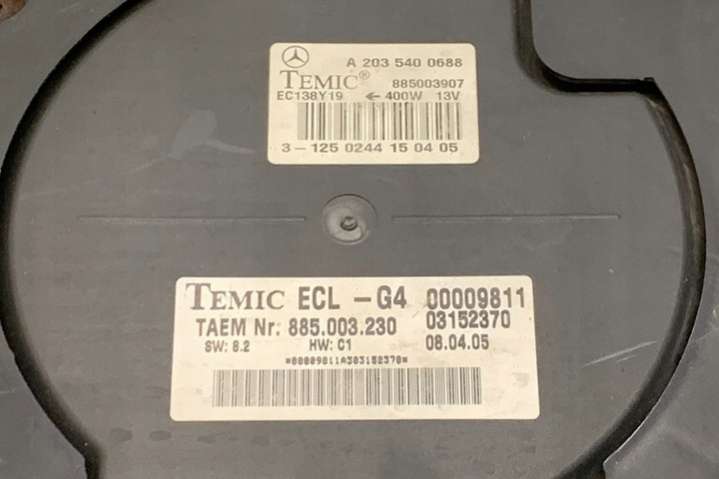 A 203 540 0688
TEMIC® 885003907
EC138Y19 ← 400W 13V
3-125 0244 15 04 05
TEMIC ECL -G4 00009811
TAEM Nr: 885.003.230 03152370
SW: 8.2 HW: C1 08.04.05
*00009811A303152370*